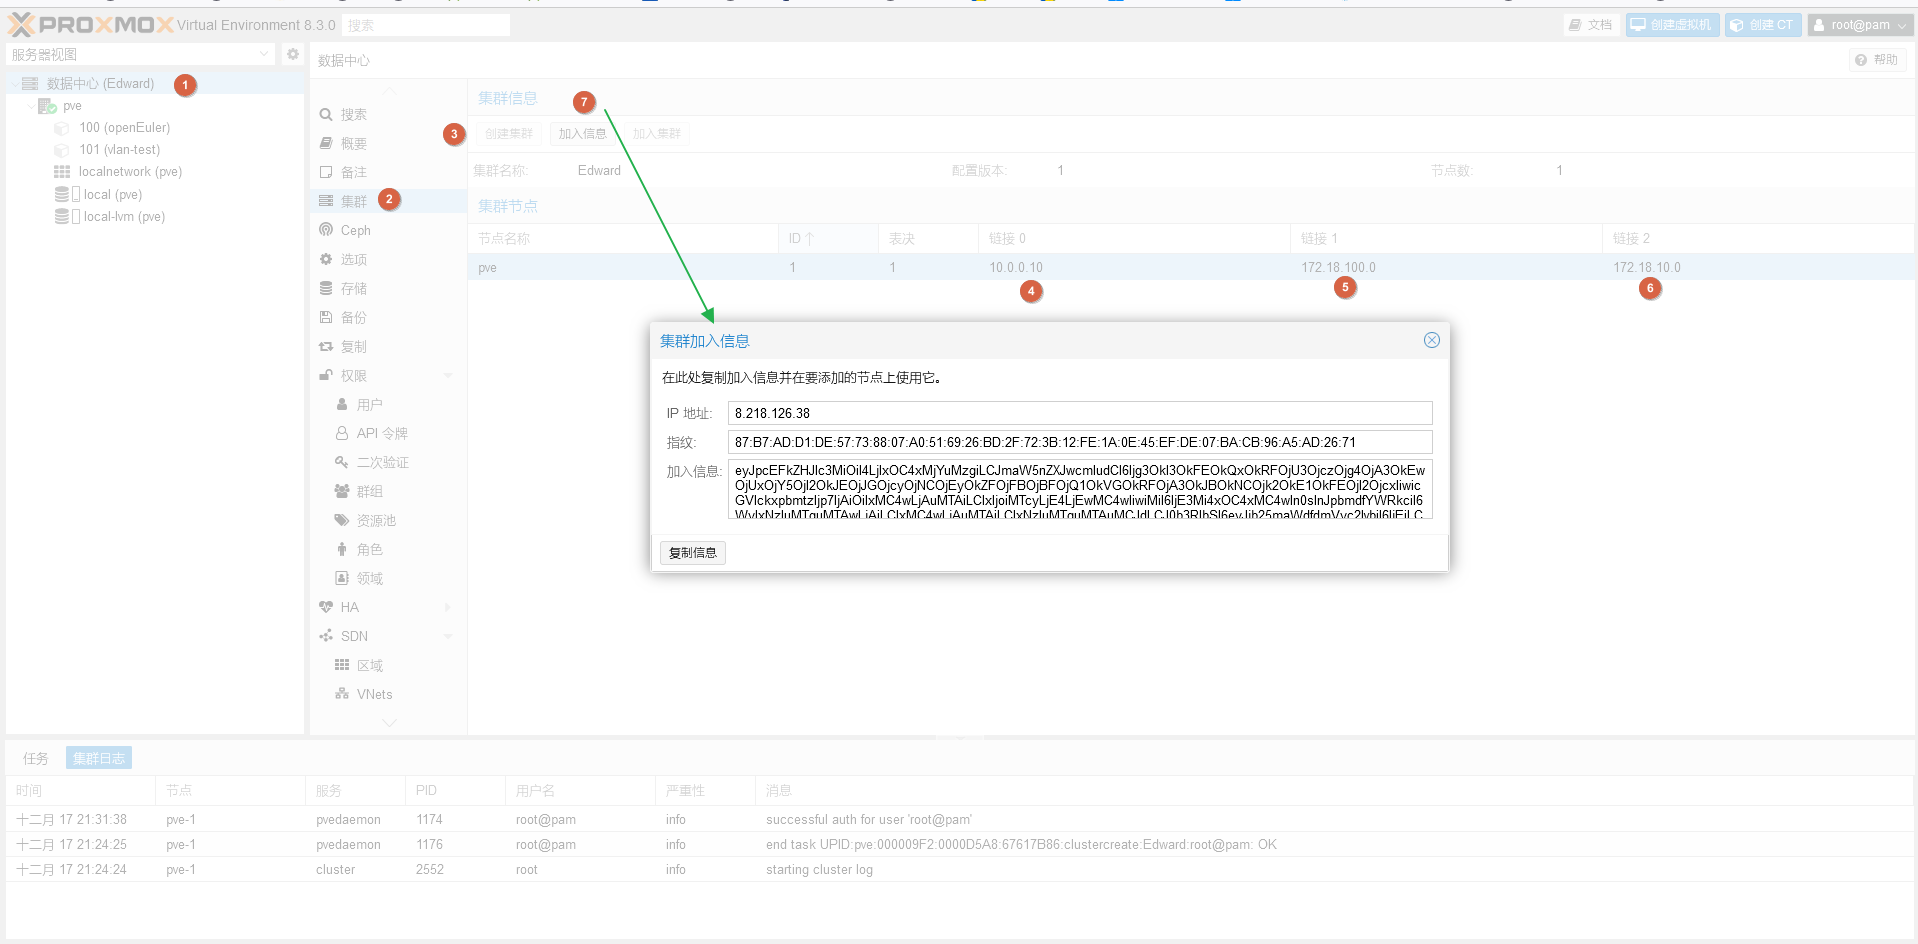 PROXMOX Virtual Environment 8.3.0 搜索 文档 创建虚拟机 创建 CT root@pam
服务器视图
数据中心 (Edward) 1
pve
100 (openEuler)
101 (vlan-test)
localnetwork (pve)
local (pve)
local-lvm (pve)
数据中心 帮助
搜索
概要
备注
集群 2
Ceph
选项
存储
备份
复制
权限
用户
API 令牌
二次验证
群组
资源池
角色
领域
HA
SDN
区域
VNets
集群信息 7
3 创建集群 加入信息 加入集群
集群名称: Edward 配置版本: 1 节点数: 1
集群节点
节点名称 ID 表决 链接 0 链接 1 链接 2
pve 1 1 10.0.0.10 172.18.100.0 172.18.10.0
4 5 6
集群加入信息
在此处复制加入信息并在要添加的节点上使用它。
IP 地址: 8.218.126.38
指纹: 87:B7:AD:D1:DE:57:73:88:07:A0:51:69:26:BD:2F:72:3B:12:FE:1A:0E:45:EF:DE:07:BA:CB:96:A5:AD:26:71
加入信息:
复制信息
任务 集群日志
时间 节点 服务 PID 用户名 严重性 消息
十二月 17 21:31:38 pve-1 pvedaemon 1174 root@pam info successful auth for user 'root@pam'
十二月 17 21:24:25 pve-1 pvedaemon 1176 root@pam info end task UPID:pve:000009F2:0000D5A8:67617B86:clustercreate:Edward:root@pam: OK
十二月 17 21:24:24 pve-1 cluster 2552 root info starting cluster log